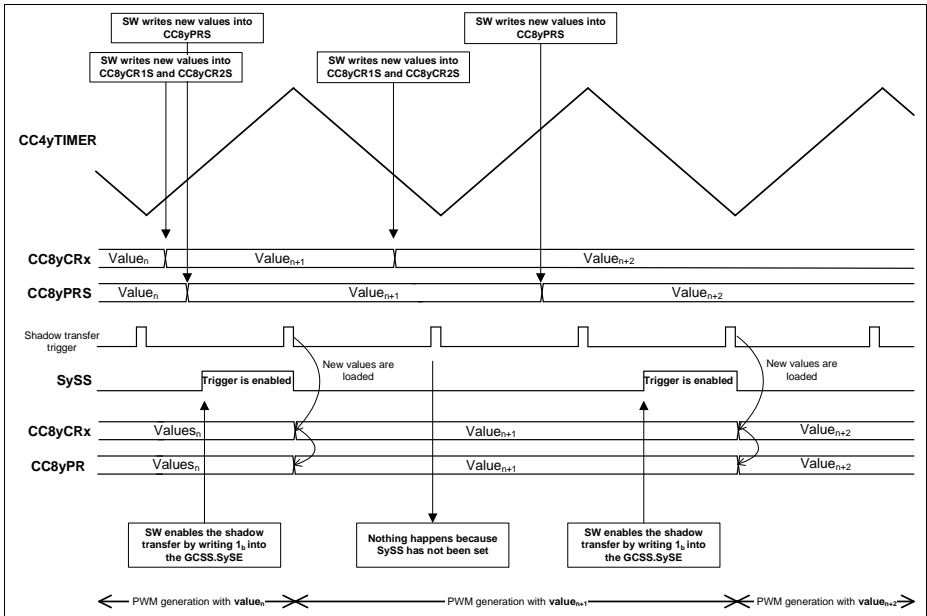 SW writes new values into
CC8yPRS
SW writes new values into
CC8yPRS
SW writes new values into
CC8yCR1S and CC8yCR2S
SW writes new values into
CC8yCR1S and CC8yCR2S
CC4yTIMER
CC8yCRx
Valueₙ
Valueₙ₊₁
Valueₙ₊₂
CC8yPRS
Valueₙ
Valueₙ₊₁
Valueₙ₊₂
Shadow transfer
trigger
New values are
loaded
New values are
loaded
SySS
Trigger is enabled
Trigger is enabled
CC8yCRx
Valuesₙ
Valueₙ₊₁
Valueₙ₊₂
CC8yPR
Valuesₙ
Valueₙ₊₁
Valueₙ₊₂
SW enables the shadow
transfer by writing 1b into
the GCSS.SySE
Nothing happens because
SySS has not been set
SW enables the shadow
transfer by writing 1b into
the GCSS.SySE
PWM generation with valueₙ
PWM generation with valueₙ₊₁
PWM generation with valueₙ₊₂